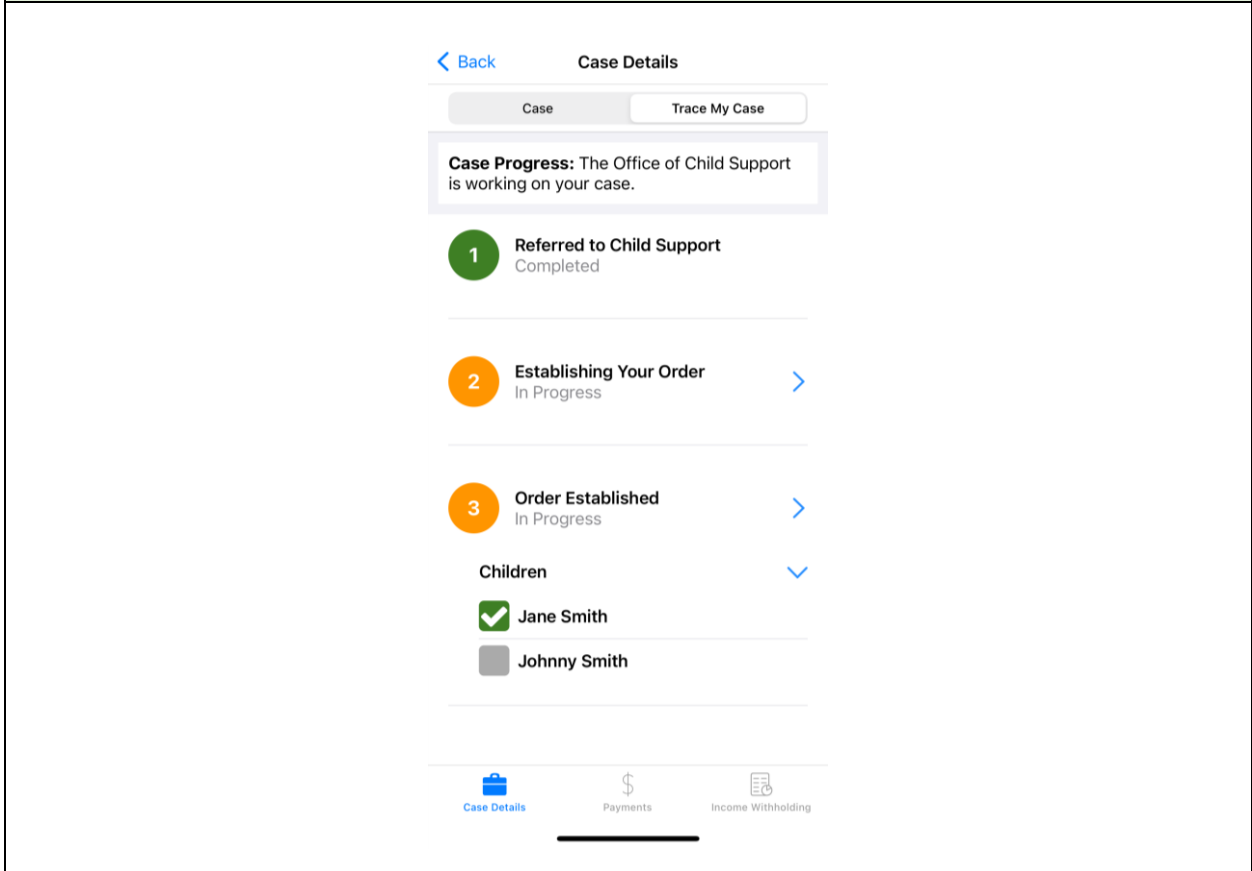 Back
Case Details
Case
Trace My Case
Case Progress: The Office of Child Support
is working on your case.
1
Referred to Child Support
Completed
2
Establishing Your Order
In Progress
3
Order Established
In Progress
Children
Jane Smith
Johnny Smith
Case Details
Payments
Income Withholding